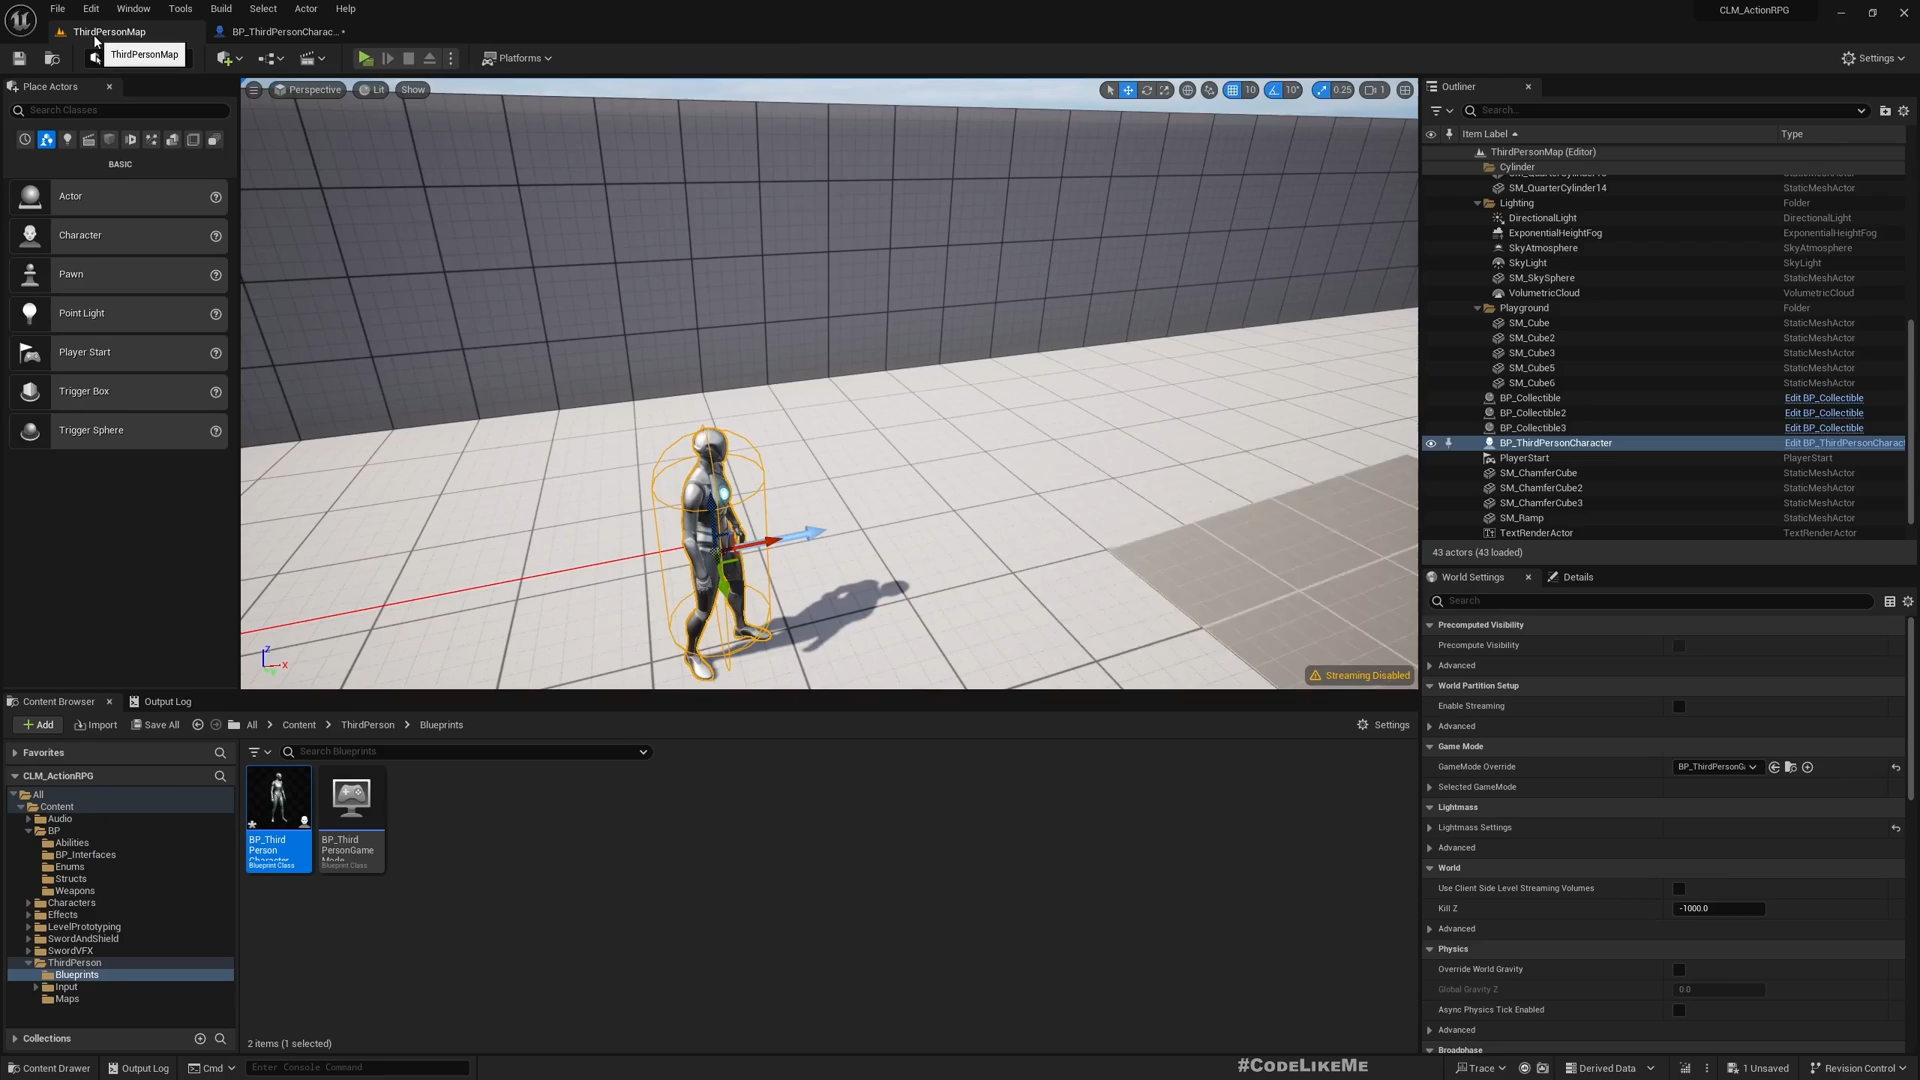 File Edit Window Tools Build Select Actor Help
CLM_ActionRPG
ThirdPersonMap
BP_ThirdPersonCharac... •
ThirdPersonMap
Platforms
Settings
Place Actors
Search Classes
BASIC
Actor
Character
Pawn
Point Light
Player Start
Trigger Box
Trigger Sphere
Perspective Lit Show
10 10° 0.25 1
Z
X
Y
Streaming Disabled
Outliner
Search...
Item Label Type
ThirdPersonMap (Editor)
Cylinder
SM_QuarterCylinder14 StaticMeshActor
Lighting Folder
DirectionalLight DirectionalLight
ExponentialHeightFog ExponentialHeightFog
SkyAtmosphere SkyAtmosphere
SkyLight SkyLight
SM_SkySphere StaticMeshActor
VolumetricCloud VolumetricCloud
Playground Folder
SM_Cube StaticMeshActor
SM_Cube2 StaticMeshActor
SM_Cube3 StaticMeshActor
SM_Cube5 StaticMeshActor
SM_Cube6 StaticMeshActor
BP_Collectible Edit BP_Collectible
BP_Collectible2 Edit BP_Collectible
BP_Collectible3 Edit BP_Collectible
BP_ThirdPersonCharacter Edit BP_ThirdPersonCharact
PlayerStart PlayerStart
SM_ChamferCube StaticMeshActor
SM_ChamferCube2 StaticMeshActor
SM_ChamferCube3 StaticMeshActor
SM_Ramp StaticMeshActor
TextRenderActor TextRenderActor
43 actors (43 loaded)
World Settings Details
Search
Precomputed Visibility
Precompute Visibility
Advanced
World Partition Setup
Enable Streaming
Advanced
Game Mode
GameMode Override BP_ThirdPersonGa
Selected GameMode
Lightmass
Lightmass Settings
Advanced
World
Use Client Side Level Streaming Volumes
Kill Z -1000.0
Advanced
Physics
Override World Gravity
Global Gravity Z 0.0
Async Physics Tick Enabled
Advanced
Broadphase
Content Browser Output Log
Add Import Save All All Content ThirdPerson Blueprints Settings
Favorites
Search Blueprints
CLM_ActionRPG
All
Content
Audio
BP
Abilities
BP_Interfaces
Enums
Structs
Weapons
Characters
Effects
LevelPrototyping
SwordAndShield
SwordVFX
ThirdPerson
Blueprints
Input
Maps
Collections
BP_Third
Person
Character
Blueprint Class
BP_Third
PersonGame
Mode
Blueprint Class
2 items (1 selected)
#CodeLikeMe
Content Drawer Output Log Cmd Enter Console Command
Trace Derived Data 1 Unsaved Revision Control